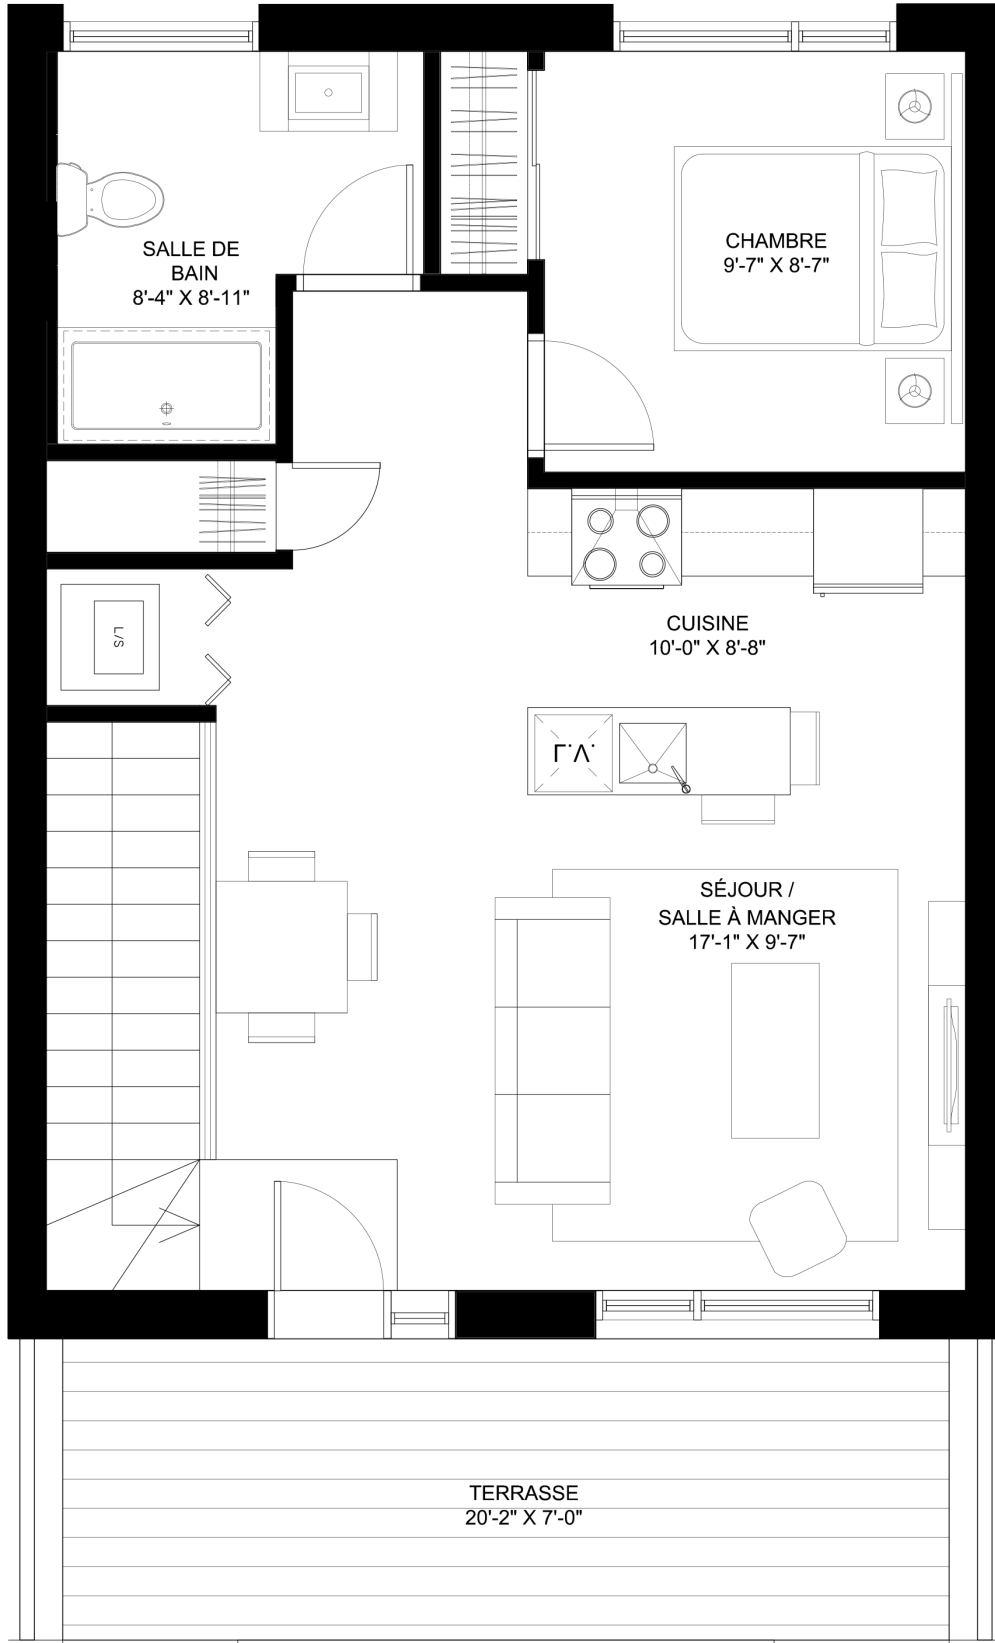 SALLE DE
BAIN
8'-4" X 8'-11"
CHAMBRE
9'-7" X 8'-7"
CUISINE
10'-0" X 8'-8"
L/S
L.V.
SÉJOUR /
SALLE À MANGER
17'-1" X 9'-7"
TERRASSE
20'-2" X 7'-0"